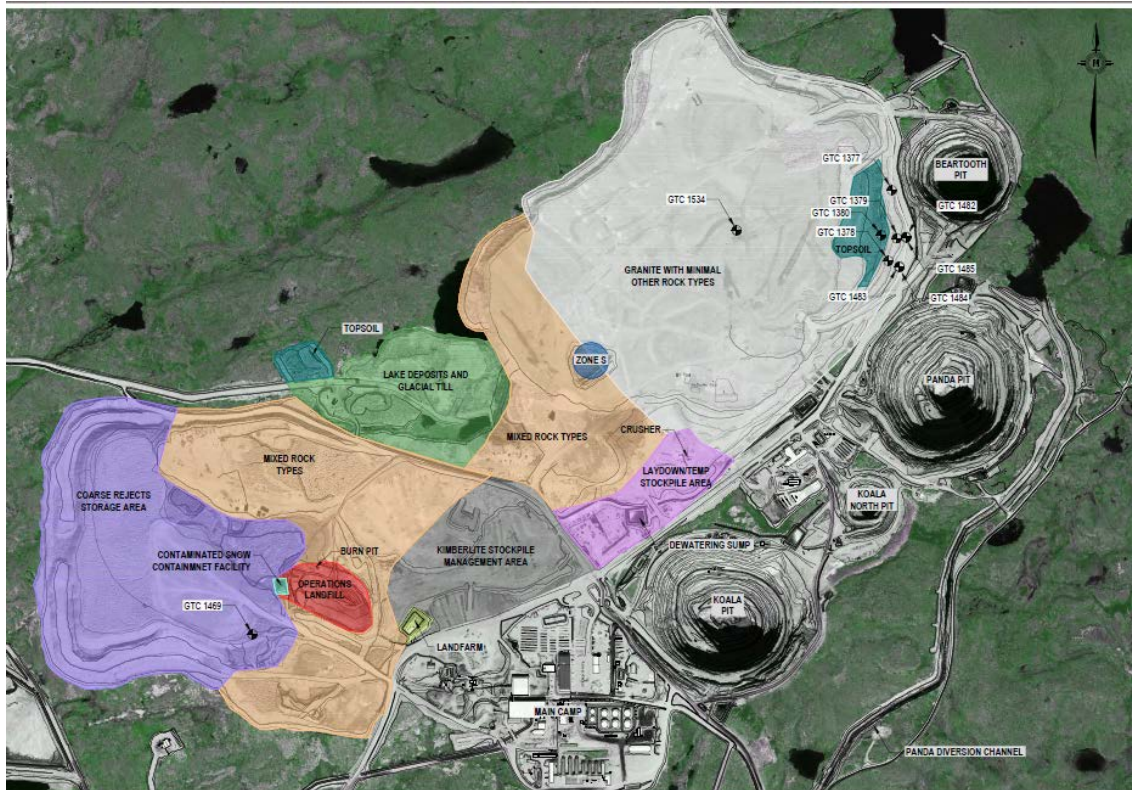 N
GTC 1377
BEARTOOTH
PIT
GTC 1534
GTC 1379
GTC 1482
GTC 1380
GTC 1378
TOPSOIL
GRANITE WITH MINIMAL
OTHER ROCK TYPES
GTC 1485
GTC 1483
GTC 1484
TOPSOIL
ZONE S
LAKE DEPOSITS AND
GLACIAL TILL
PANDA PIT
CRUSHER
MIXED ROCK TYPES
MIXED ROCK
TYPES
LAYDOWN/TEMP
STOCKPILE AREA
COARSE REJECTS
STORAGE AREA
KOALA
NORTH PIT
DEWATERING SUMP
CONTAMINATED SNOW
CONTAINMNET FACILITY
BURN PIT
KIMBERLITE STOCKPILE
MANAGEMENT AREA
OPERATIONS
LANDFILL
GTC 1469
KOALA
PIT
LANDFARM
MAIN CAMP
PANDA DIVERSION CHANNEL